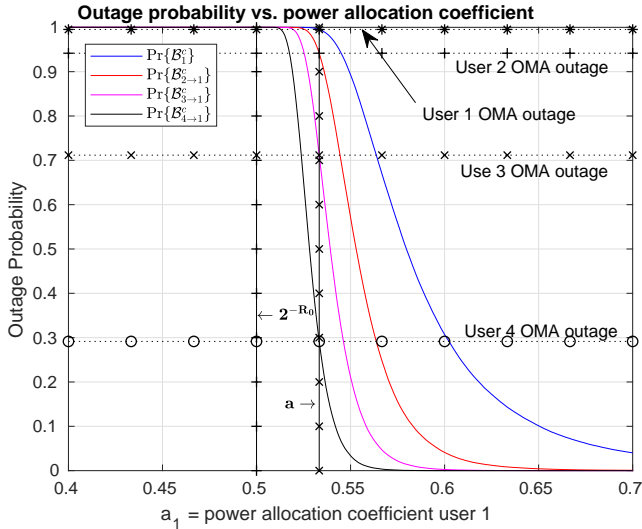 Outage probability vs. power allocation coefficient
1
0.9
0.8
0.7
0.6
0.5
0.4
0.3
0.2
0.1
0
Outage Probability
Pr{B₁ᶜ}
Pr{B₂→₁ᶜ}
Pr{B₃→₁ᶜ}
Pr{B₄→₁ᶜ}
User 2 OMA outage
User 1 OMA outage
Use 3 OMA outage
← 2^{-R₀}
User 4 OMA outage
a →
0.4
0.45
0.5
0.55
0.6
0.65
0.7
a₁ = power allocation coefficient user 1